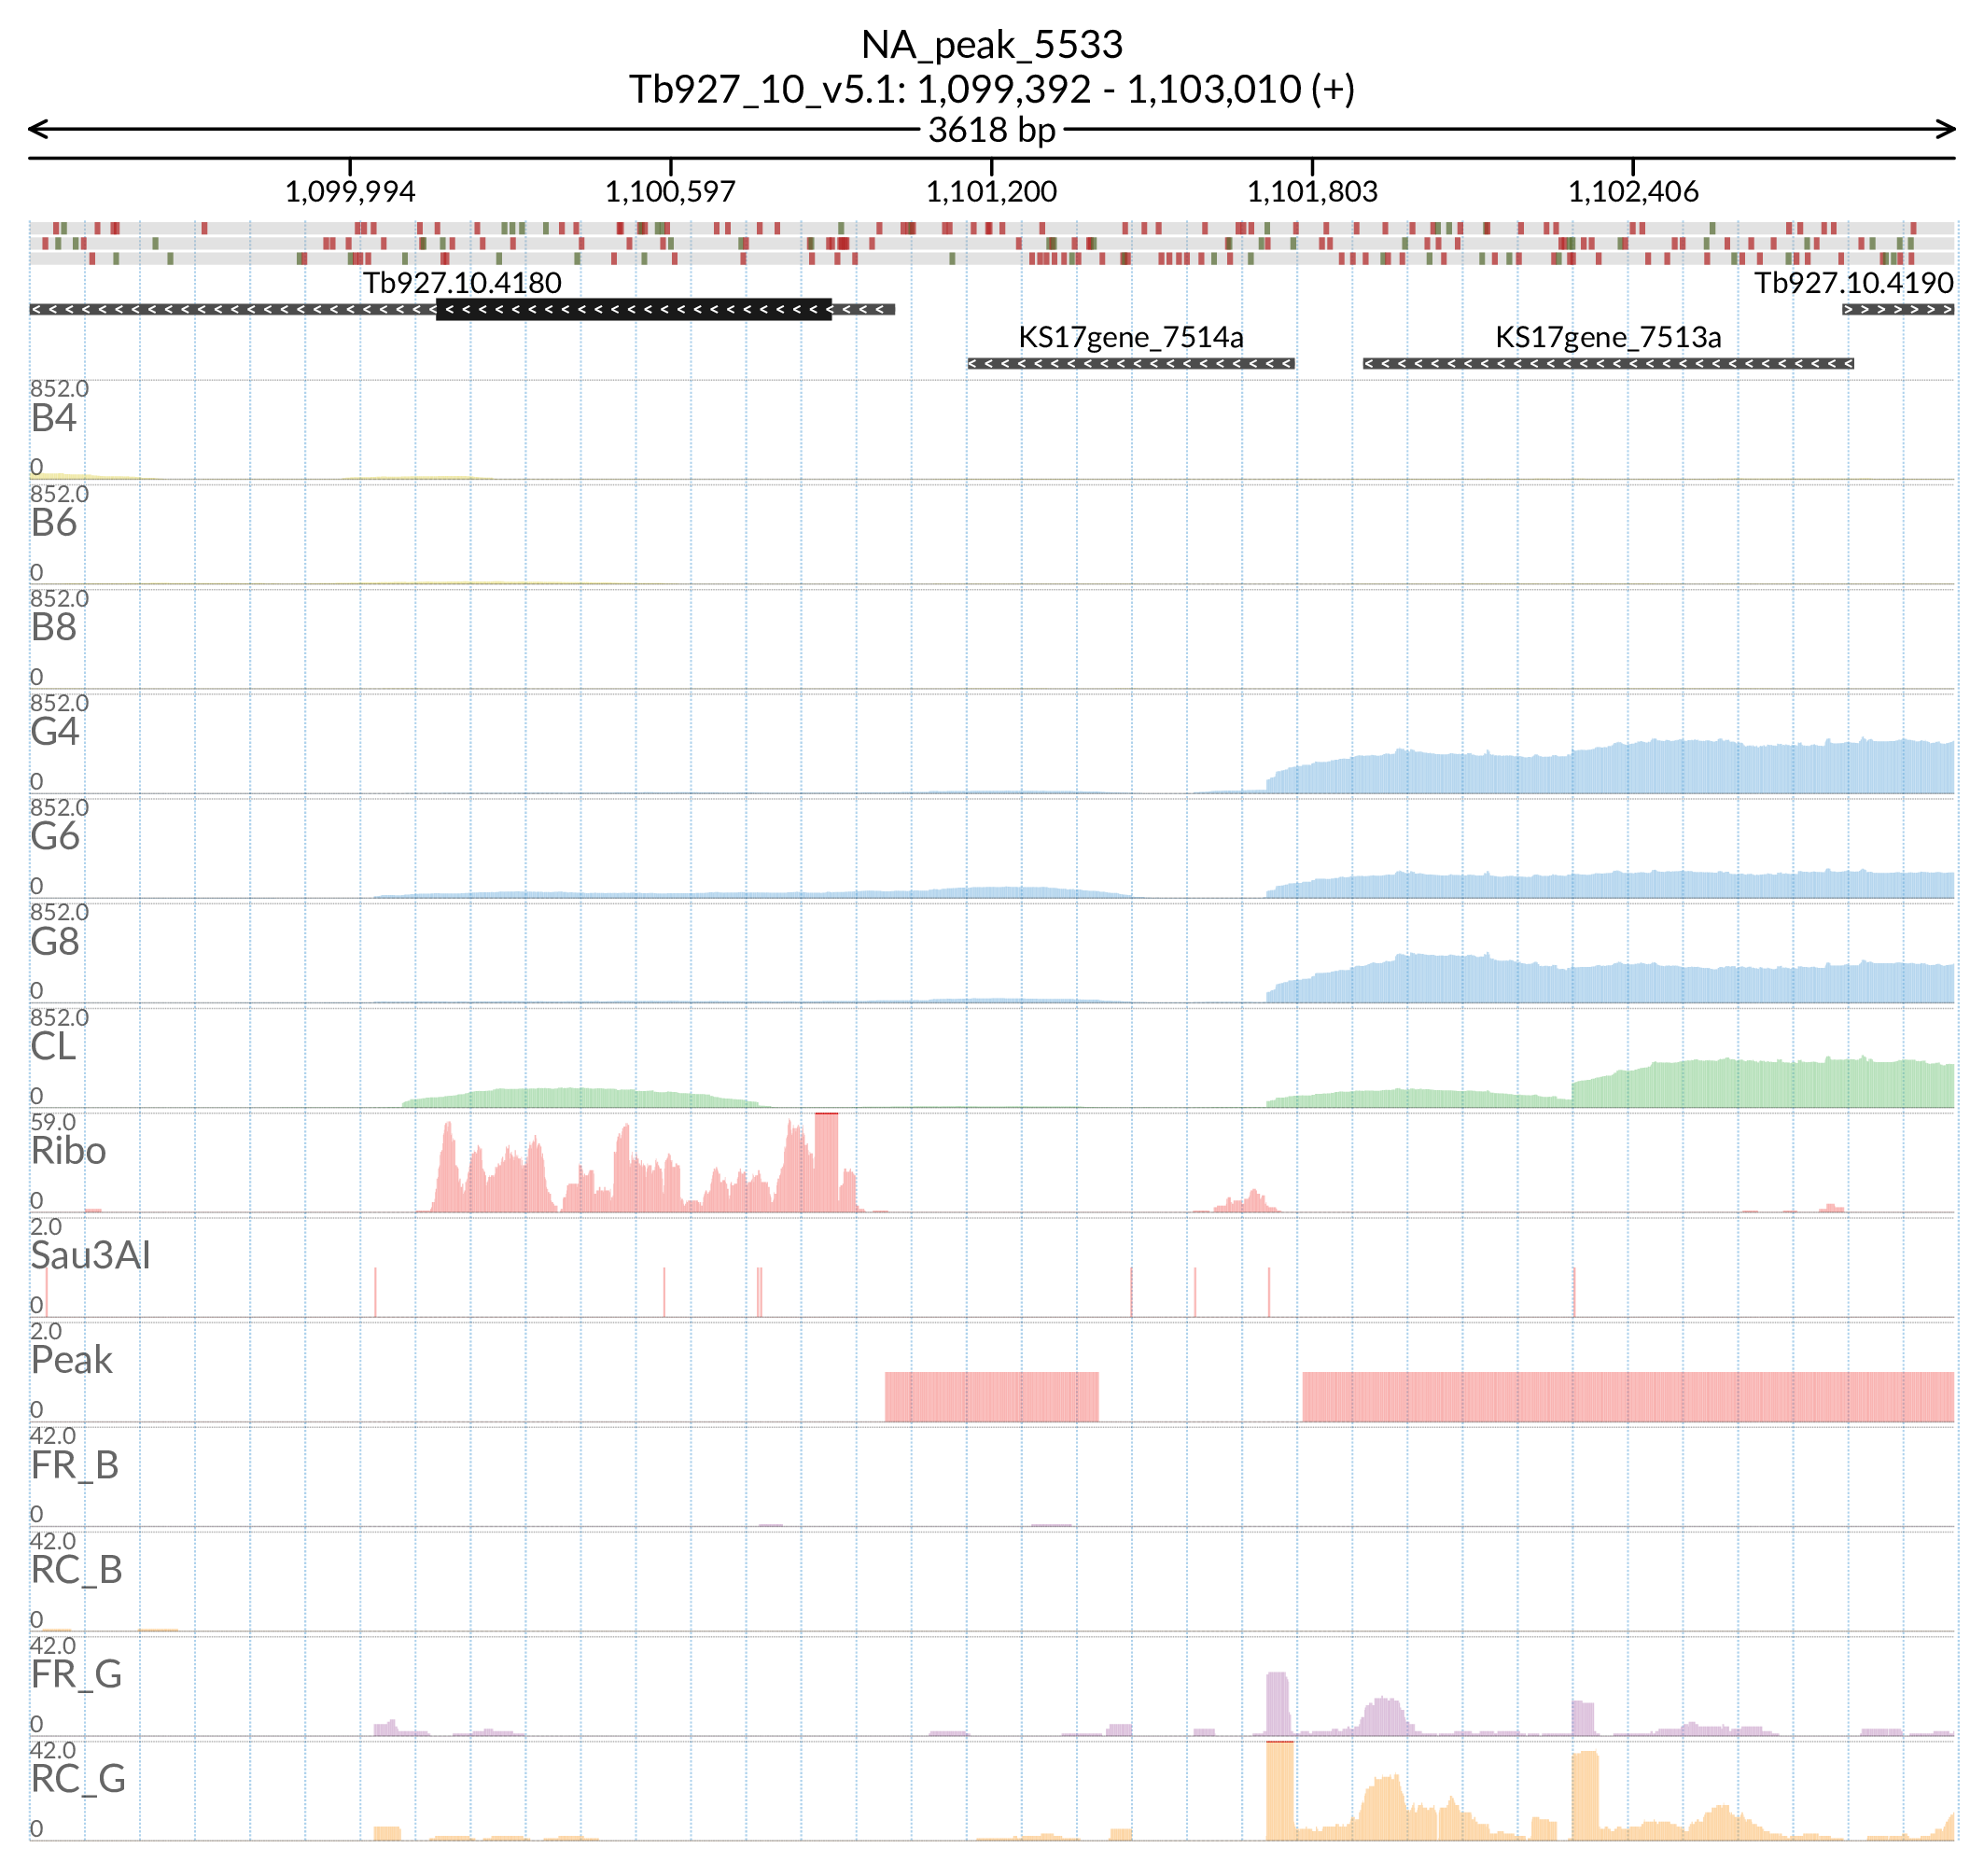 NA_peak_5533
Tb927_10_v5.1: 1,099,392 - 1,103,010 (+)
3618 bp
1,099,994 1,100,597 1,101,200 1,101,803 1,102,406
Tb927.10.4180 Tb927.10.4190
KS17gene_7514a KS17gene_7513a
852.0
B4
0
852.0
B6
0
852.0
B8
0
852.0
G4
0
852.0
G6
0
852.0
G8
0
852.0
CL
0
59.0
Ribo
0
2.0
Sau3AI
0
2.0
Peak
0
42.0
FR_B
0
42.0
RC_B
0
42.0
FR_G
0
42.0
RC_G
0